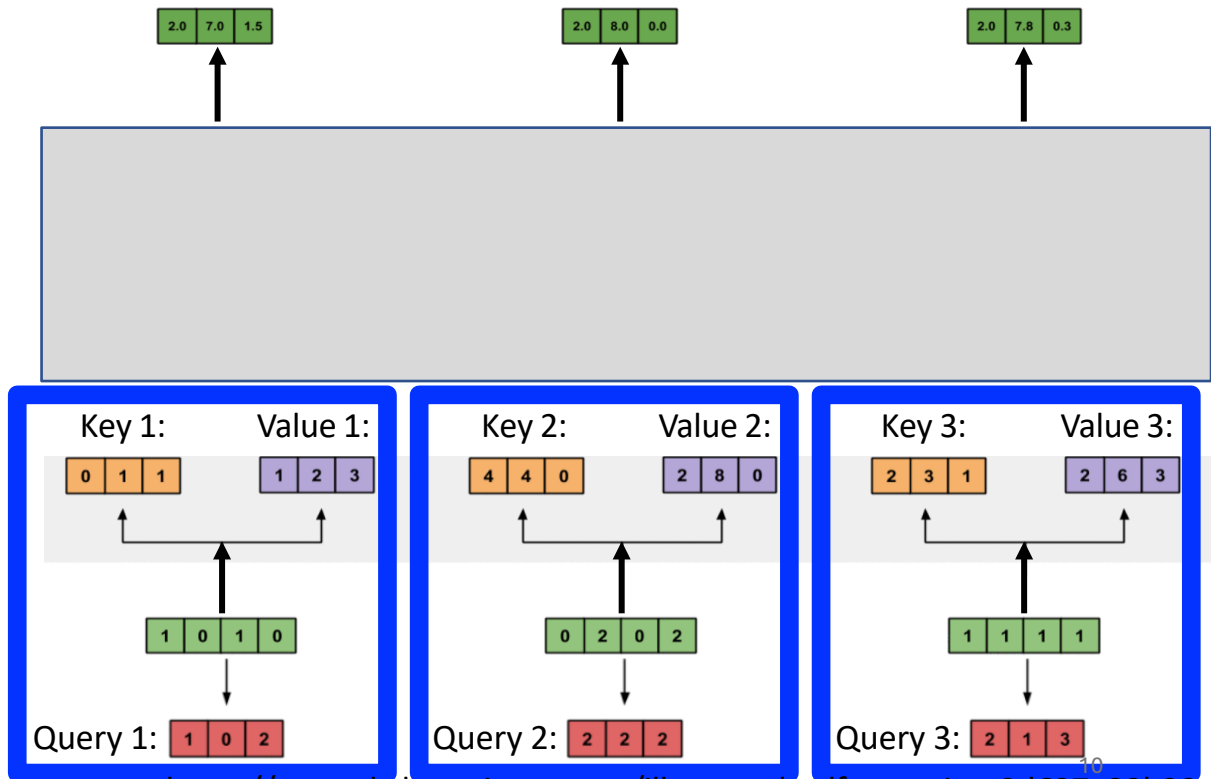 2.0 7.0 1.5 2.0 8.0 0.0 2.0 7.8 0.3
Key 1: Value 1: Key 2: Value 2: Key 3: Value 3:
0 1 1 1 2 3 4 4 0 2 8 0 2 3 1 2 6 3
1 0 1 0 0 2 0 2 1 1 1 1
Query 1: 1 0 2 Query 2: 2 2 2 Query 3: 2 1 3
10